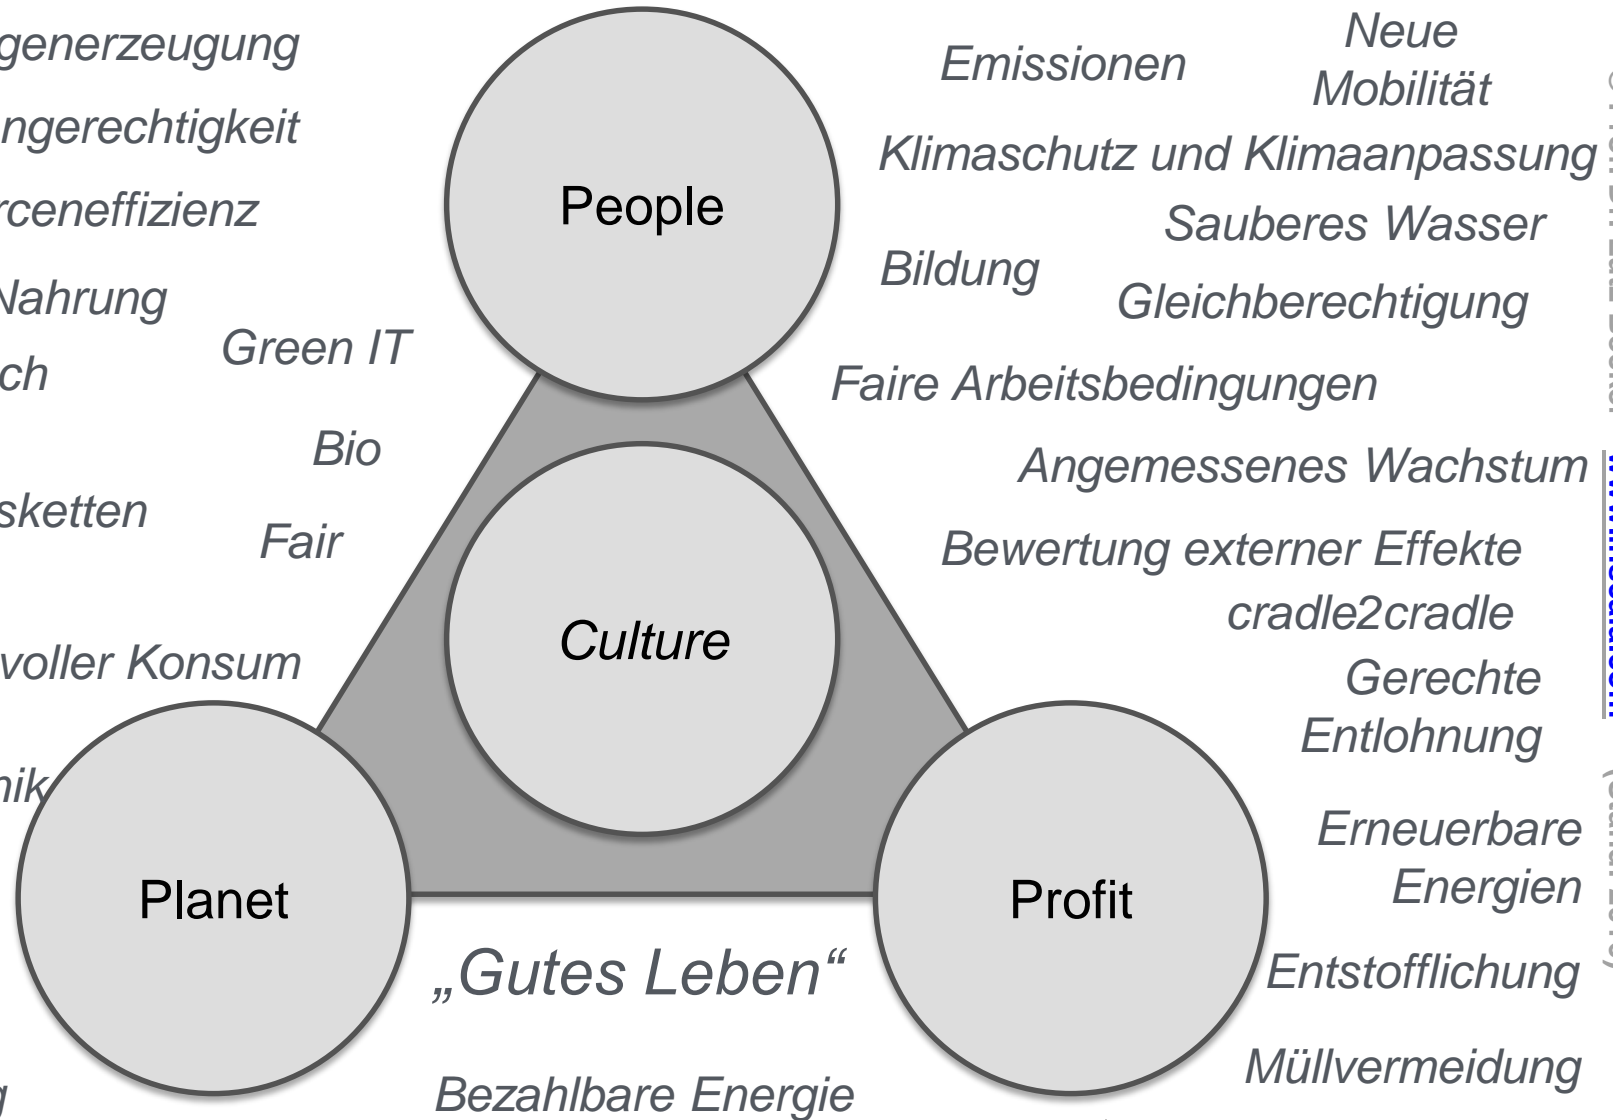 generzeugung
ngerechtigkeit
rceneffizienz
Nahrung
Green IT
ch
Bio
sketten
Fair
voller Konsum
nik
People
Culture
Planet
Profit
„Gutes Leben“
Bezahlbare Energie
Emissionen
Neue
Mobilität
Klimaschutz und Klimaanpassung
Sauberes Wasser
Bildung
Gleichberechtigung
Faire Arbeitsbedingungen
Angemessenes Wachstum
Bewertung externer Effekte
cradle2cradle
Gerechte
Entlohnung
Erneuerbare
Energien
Entstofflichung
Müllvermeidung